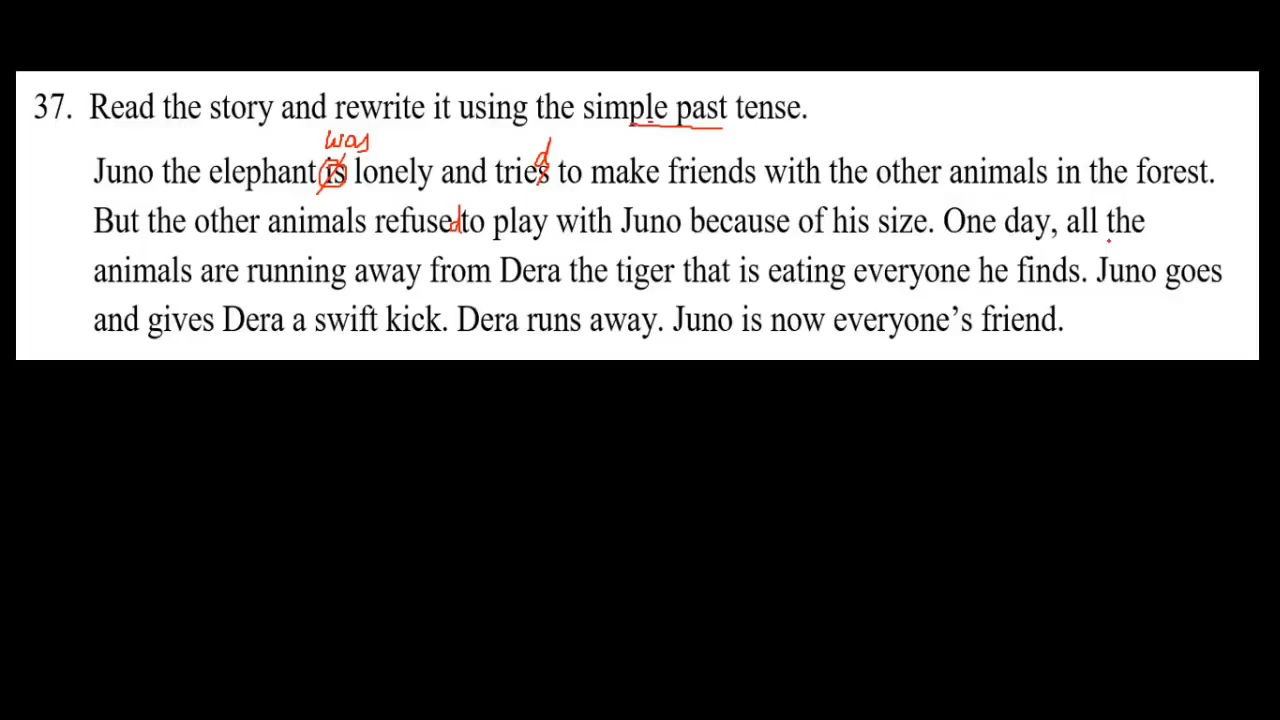 37. Read the story and rewrite it using the simple past tense.
was
Juno the elephant is lonely and tries d to make friends with the other animals in the forest.
But the other animals refused to play with Juno because of his size. One day, all the
animals are running away from Dera the tiger that is eating everyone he finds. Juno goes
and gives Dera a swift kick. Dera runs away. Juno is now everyone’s friend.